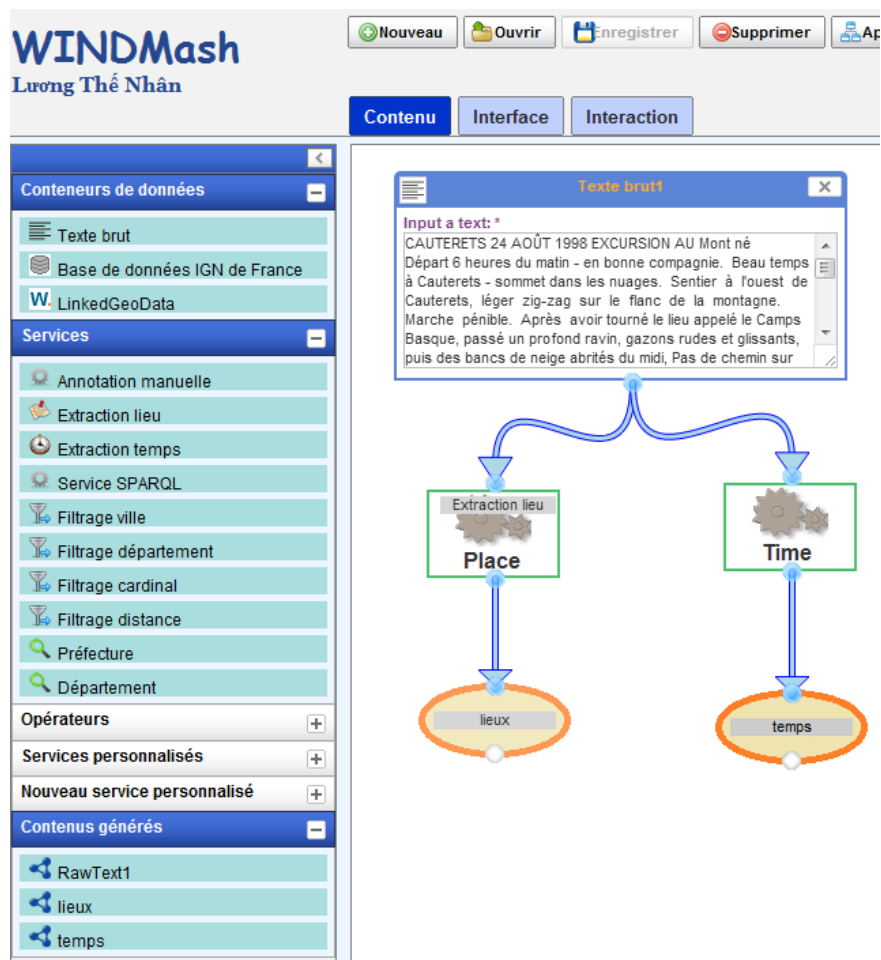 WINDMash
Lương Thế Nhân
Nouveau
Ouvrir
Enregistrer
Supprimer
Contenu
Interface
Interaction
Conteneurs de données
Texte brut
Base de données IGN de France
W. LinkedGeoData
Services
Annotation manuelle
Extraction lieu
Extraction temps
Service SPARQL
Filtrage ville
Filtrage département
Filtrage cardinal
Filtrage distance
Préfecture
Département
Opérateurs
Services personnalisés
Nouveau service personnalisé
Contenus générés
RawText1
lieux
temps
Texte brut1
Input a text: *
CAUTERETS 24 AOÛT 1998 EXCURSION AU Mont né
Départ 6 heures du matin - en bonne compagnie. Beau temps
à Cauterets - sommet dans les nuages. Sentier à l'ouest de
Cauterets, léger zig-zag sur le flanc de la montagne.
Marche pénible. Après avoir tourné le lieu appelé le Camps
Basque, passé un profond ravin, gazons rudes et glissants,
puis des bancs de neige abrités du midi, Pas de chemin sur
Extraction lieu
Place
Time
lieux
temps